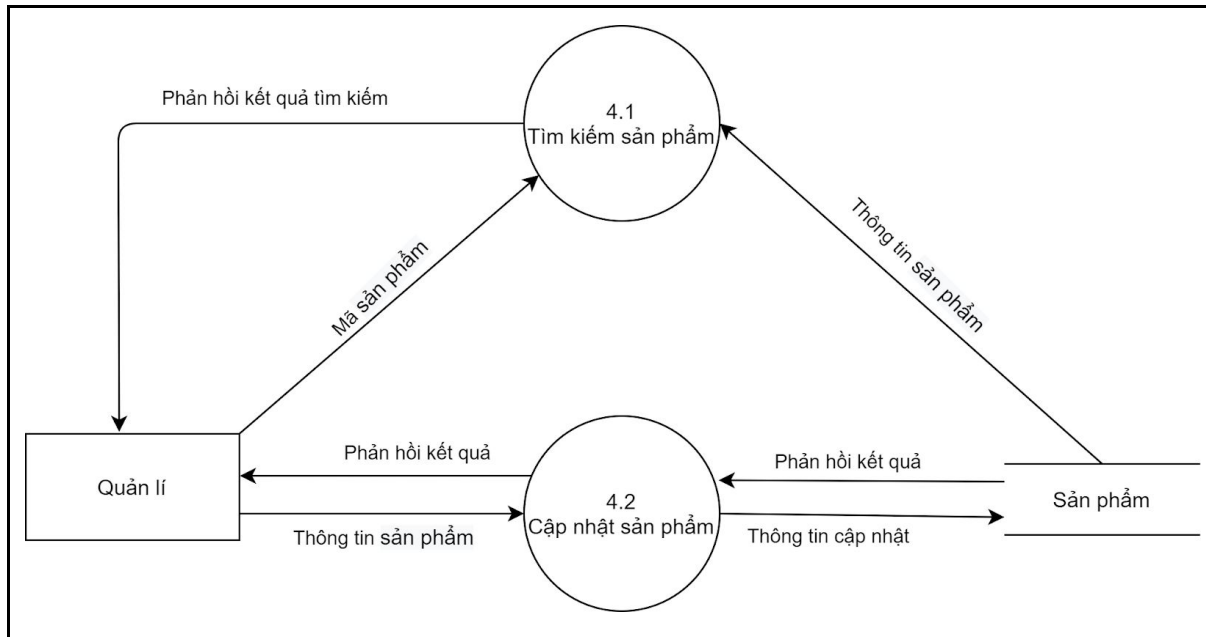 Phản hồi kết quả tìm kiếm
4.1
Tìm kiếm sản phẩm
Mã sản phẩm
Thông tin sản phẩm
Quản lí
Phản hồi kết quả
Thông tin sản phẩm
4.2
Cập nhật sản phẩm
Phản hồi kết quả
Thông tin cập nhật
Sản phẩm